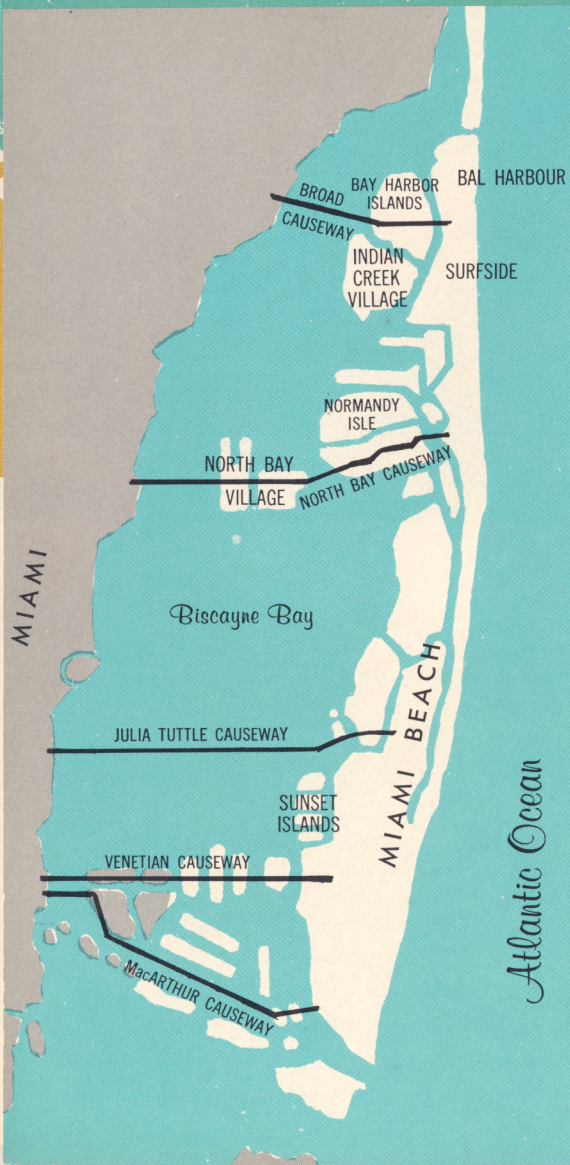 BAL HARBOUR
BAY HARBOR
ISLANDS
BROAD
CAUSEWAY
INDIAN
CREEK
VILLAGE
SURFSIDE
NORMANDY
ISLE
NORTH BAY
VILLAGE
NORTH BAY CAUSEWAY
MIAMI
Biscayne Bay
MIAMI BEACH
JULIA TUTTLE CAUSEWAY
SUNSET
ISLANDS
Atlantic Ocean
VENETIAN CAUSEWAY
MacARTHUR CAUSEWAY